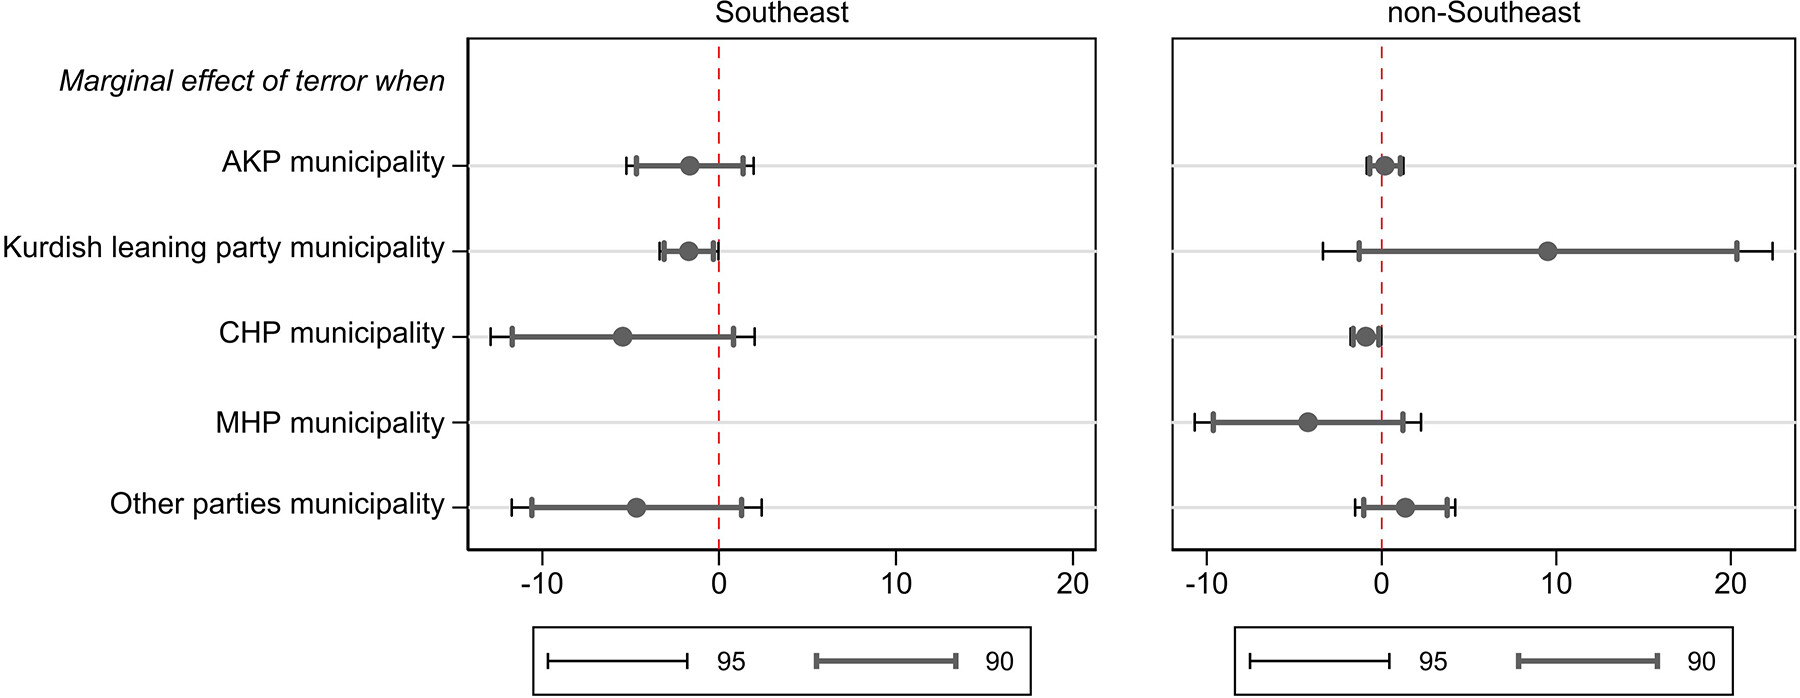 Southeast
non-Southeast
Marginal effect of terror when
AKP municipality
Kurdish leaning party municipality
CHP municipality
MHP municipality
Other parties municipality
-10 0 10 20
-10 0 10 20
95 90
95 90